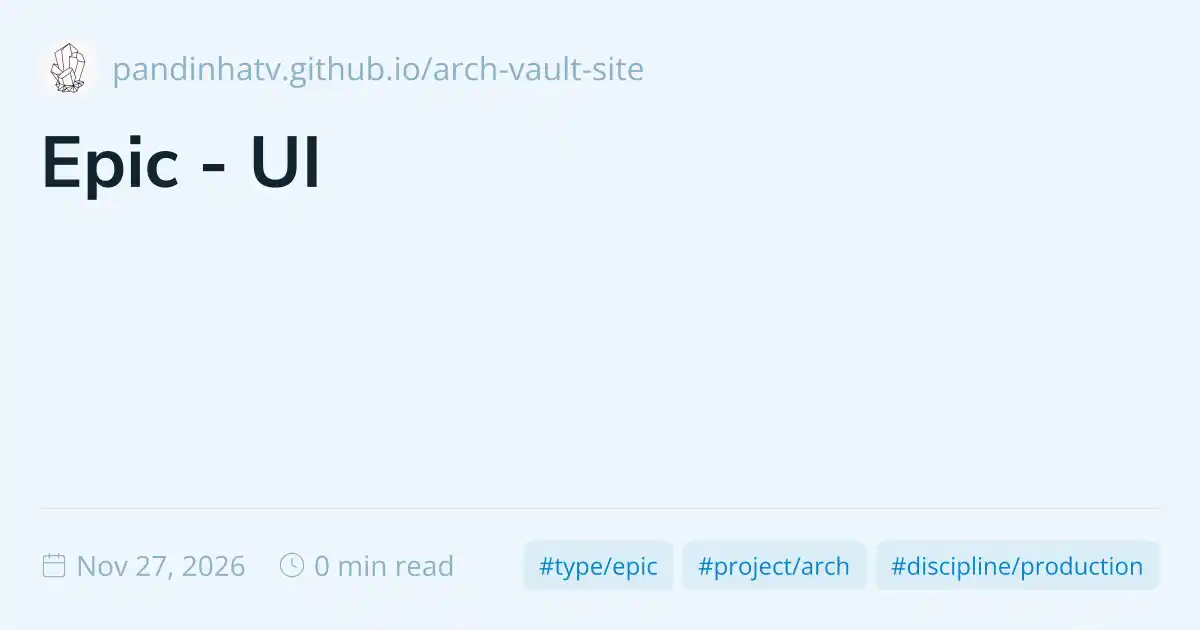 pandinhatv.github.io/arch-vault-site
Epic - UI
Nov 27, 2026 0 min read #type/epic #project/arch #discipline/production